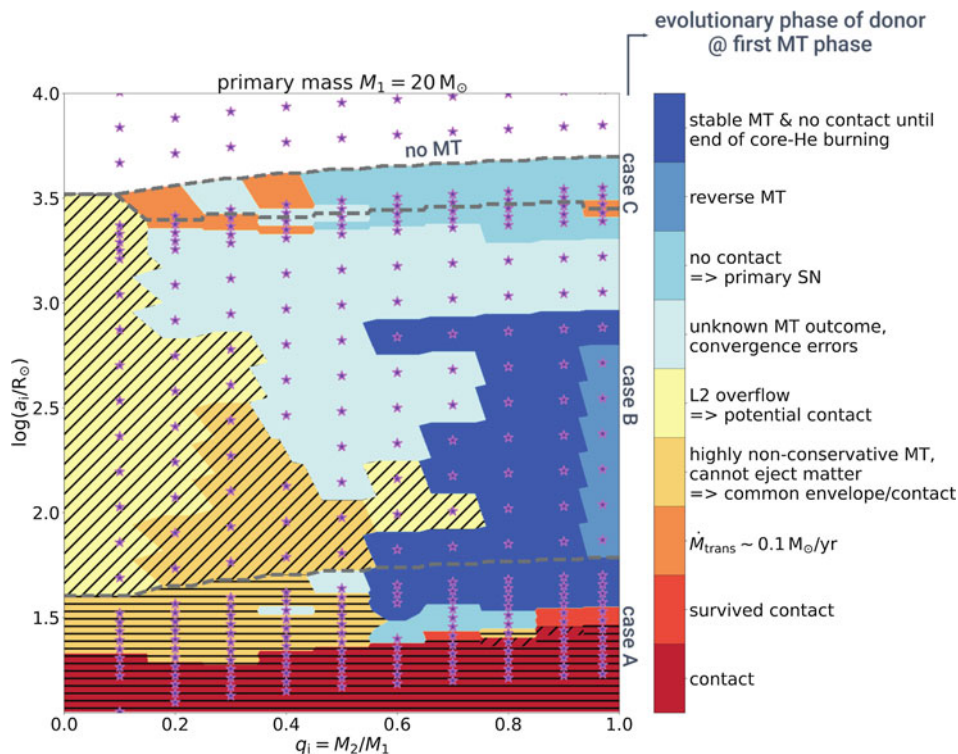 evolutionary phase of donor
@ first MT phase
primary mass M₁ = 20 M⊙
4.0
3.5
3.0
2.5
2.0
1.5
log(aᵢ/R⊙)
no MT
case C
case B
case A
0.0
0.2
0.4
0.6
0.8
1.0
qᵢ = M₂/M₁
stable MT & no contact until
end of core-He burning
reverse MT
no contact
=> primary SN
unknown MT outcome,
convergence errors
L2 overflow
=> potential contact
highly non-conservative MT,
cannot eject matter
=> common envelope/contact
Ṁtrans ~ 0.1 M⊙/yr
survived contact
contact